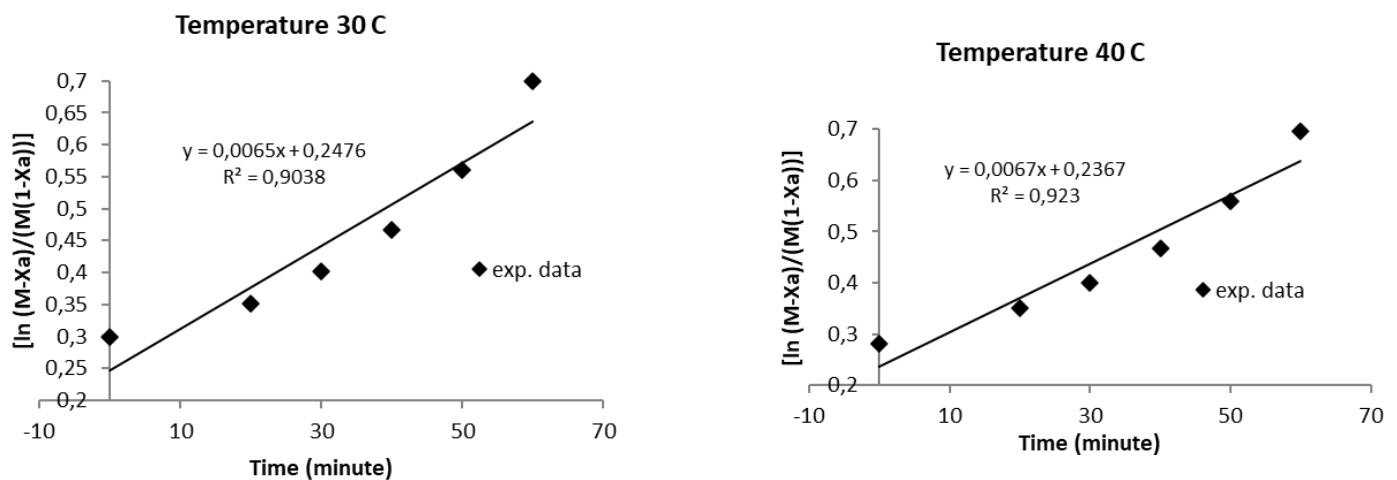 Temperature 30 C
[ln (M-Xa)/(M(1-Xa))]
0,7
0,65
0,6
0,55
0,5
0,45
0,4
0,35
0,3
0,25
0,2
y = 0,0065x + 0,2476
R² = 0,9038
exp. data
-10
10
30
50
70
Time (minute)
Temperature 40 C
[ln (M-Xa)/(M(1-Xa))]
0,7
0,6
0,5
0,4
0,3
0,2
y = 0,0067x + 0,2367
R² = 0,923
exp. data
-10
10
30
50
70
Time (minute)